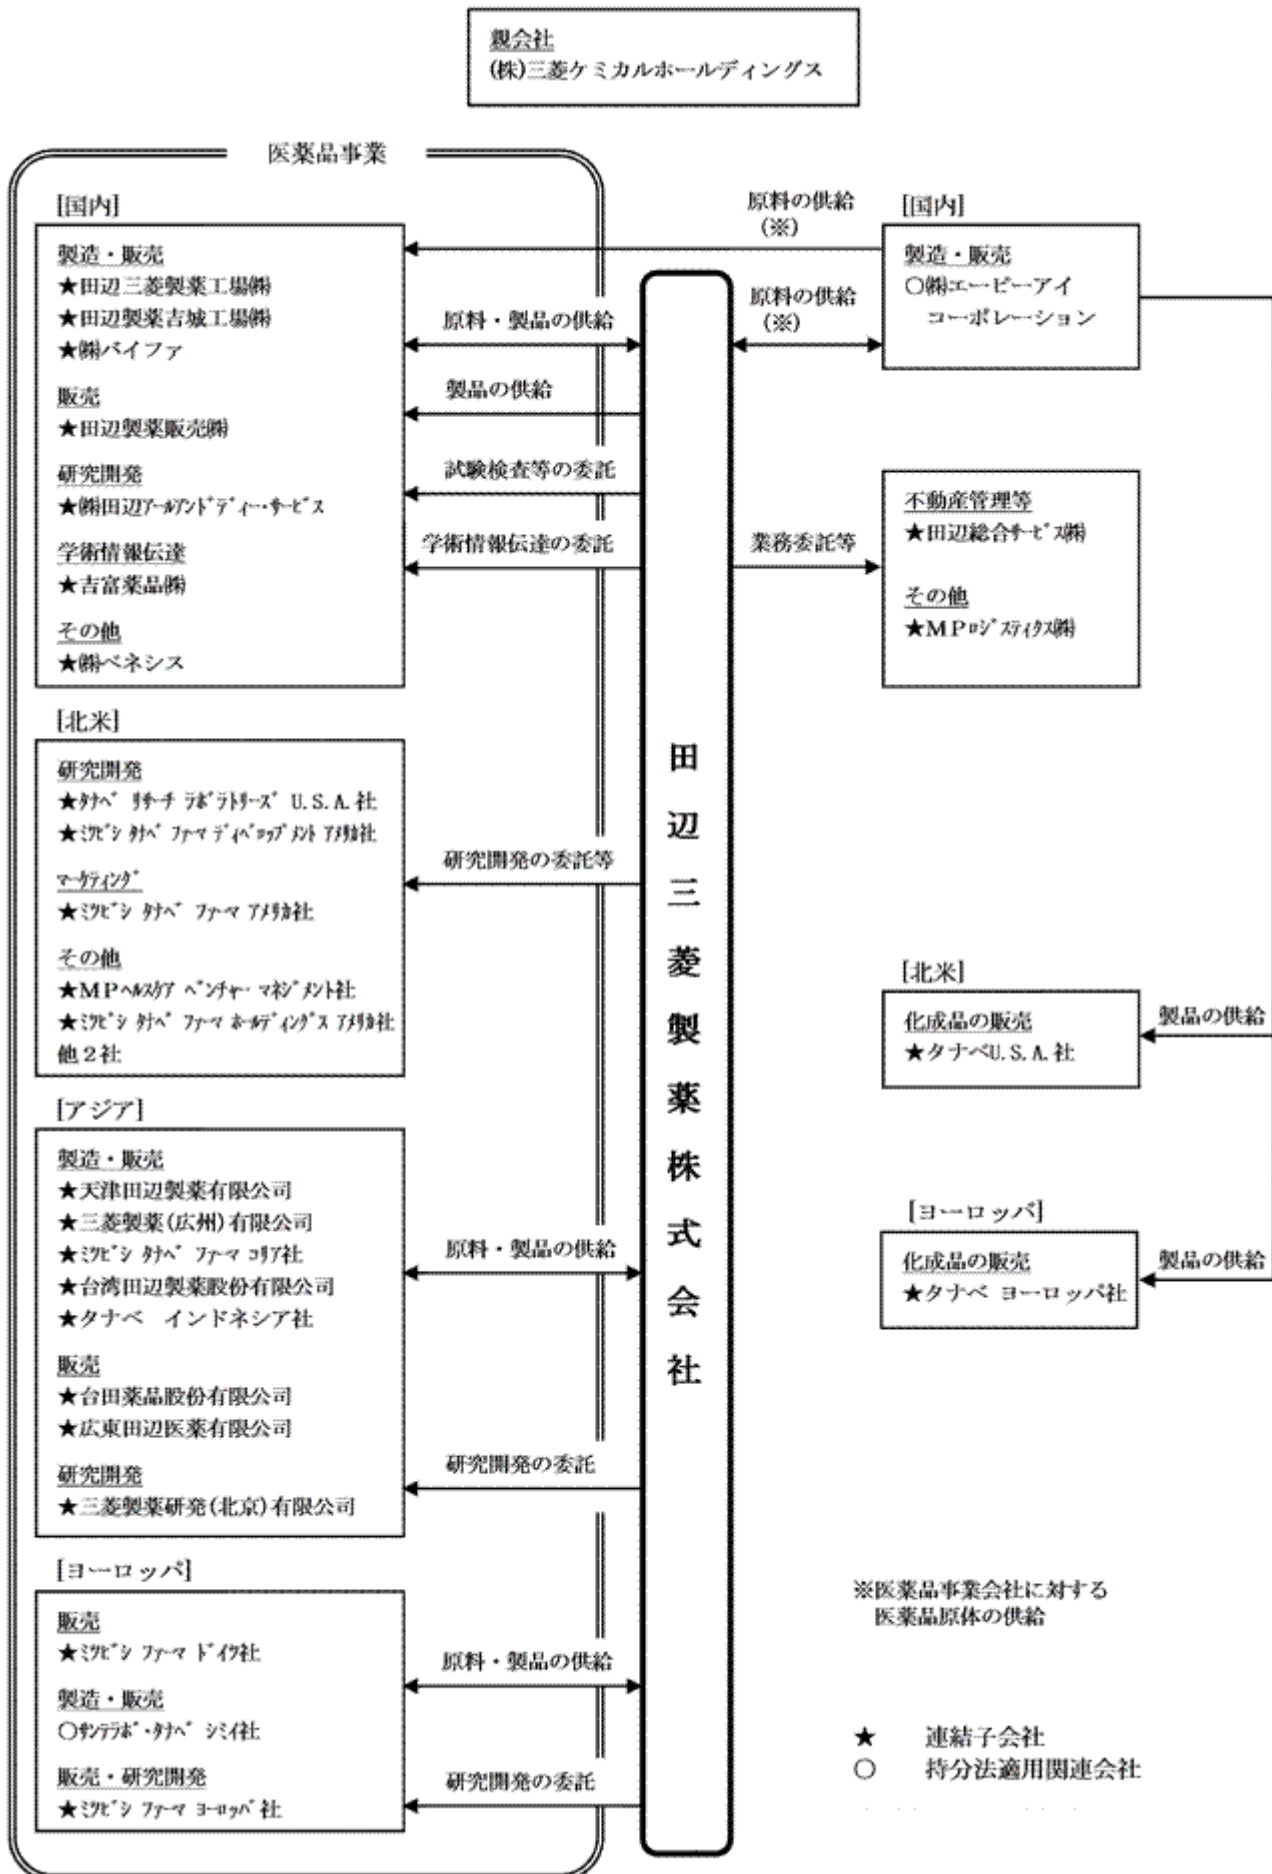 親会社
(株)三菱ケミカルホールディングス
医薬品事業
[国内]
製造・販売
★田辺三菱製薬工場㈱
★田辺製薬吉城工場㈱
★㈱バイファ
販売
★田辺製薬販売㈱
研究開発
★㈱田辺ｱｰﾙｱﾝﾄﾞﾃﾞｨｰ・ｻｰﾋﾞｽ
学術情報伝達
★吉富薬品㈱
その他
★㈱ベネシス
[北米]
研究開発
★ﾀﾅﾍﾞ ﾘｻｰﾁ ﾗﾎﾞﾗﾄﾘｰｽﾞ U.S.A.社
★ﾐﾂﾋﾞｼ ﾀﾅﾍﾞ ﾌｧｰﾏ ﾃﾞｨﾍﾞﾛｯﾌﾟﾒﾝﾄ ｱﾒﾘｶ社
ﾏｰｹﾃｨﾝｸﾞ
★ﾐﾂﾋﾞｼ ﾀﾅﾍﾞ ﾌｧｰﾏ ｱﾒﾘｶ社
その他
★ＭＰﾍﾙｽｹｱ ﾍﾞﾝﾁｬｰ ﾏﾈｼﾞﾒﾝﾄ社
★ﾐﾂﾋﾞｼ ﾀﾅﾍﾞ ﾌｧｰﾏ ﾎｰﾙﾃﾞｨﾝｸﾞｽ ｱﾒﾘｶ社
他２社
[アジア]
製造・販売
★天津田辺製薬有限公司
★三菱製薬(広州)有限公司
★ﾐﾂﾋﾞｼ ﾀﾅﾍﾞ ﾌｧｰﾏ ｺﾘｱ社
★台湾田辺製薬股份有限公司
★タナベ　インドネシア社
販売
★台田薬品股份有限公司
★広東田辺医薬有限公司
研究開発
★三菱製薬研発(北京)有限公司
[ヨーロッパ]
販売
★ﾐﾂﾋﾞｼ ﾌｧｰﾏ ﾄﾞｲﾂ社
製造・販売
○ｻﾝﾃﾗﾎﾞ・ﾀﾅﾍﾞ ｼﾐｲ社
販売・研究開発
★ﾐﾂﾋﾞｼ ﾌｧｰﾏ ﾖｰﾛｯﾊﾟ社
原料・製品の供給
製品の供給
試験検査等の委託
学術情報伝達の委託
研究開発の委託等
原料・製品の供給
研究開発の委託
原料・製品の供給
研究開発の委託
田辺三菱製薬株式会社
原料の供給
(※)
原料の供給
(※)
業務委託等
[国内]
製造・販売
○㈱エーピーアイ
コーポレーション
不動産管理等
★田辺総合ｻｰﾋﾞｽ㈱
その他
★ＭＰﾛｼﾞｽﾃｨｸｽ㈱
[北米]
化成品の販売
★タナベU.S.A.社
製品の供給
[ヨーロッパ]
化成品の販売
★タナベ ヨーロッパ社
製品の供給
※医薬品事業会社に対する
医薬品原体の供給
★　連結子会社
○　持分法適用関連会社